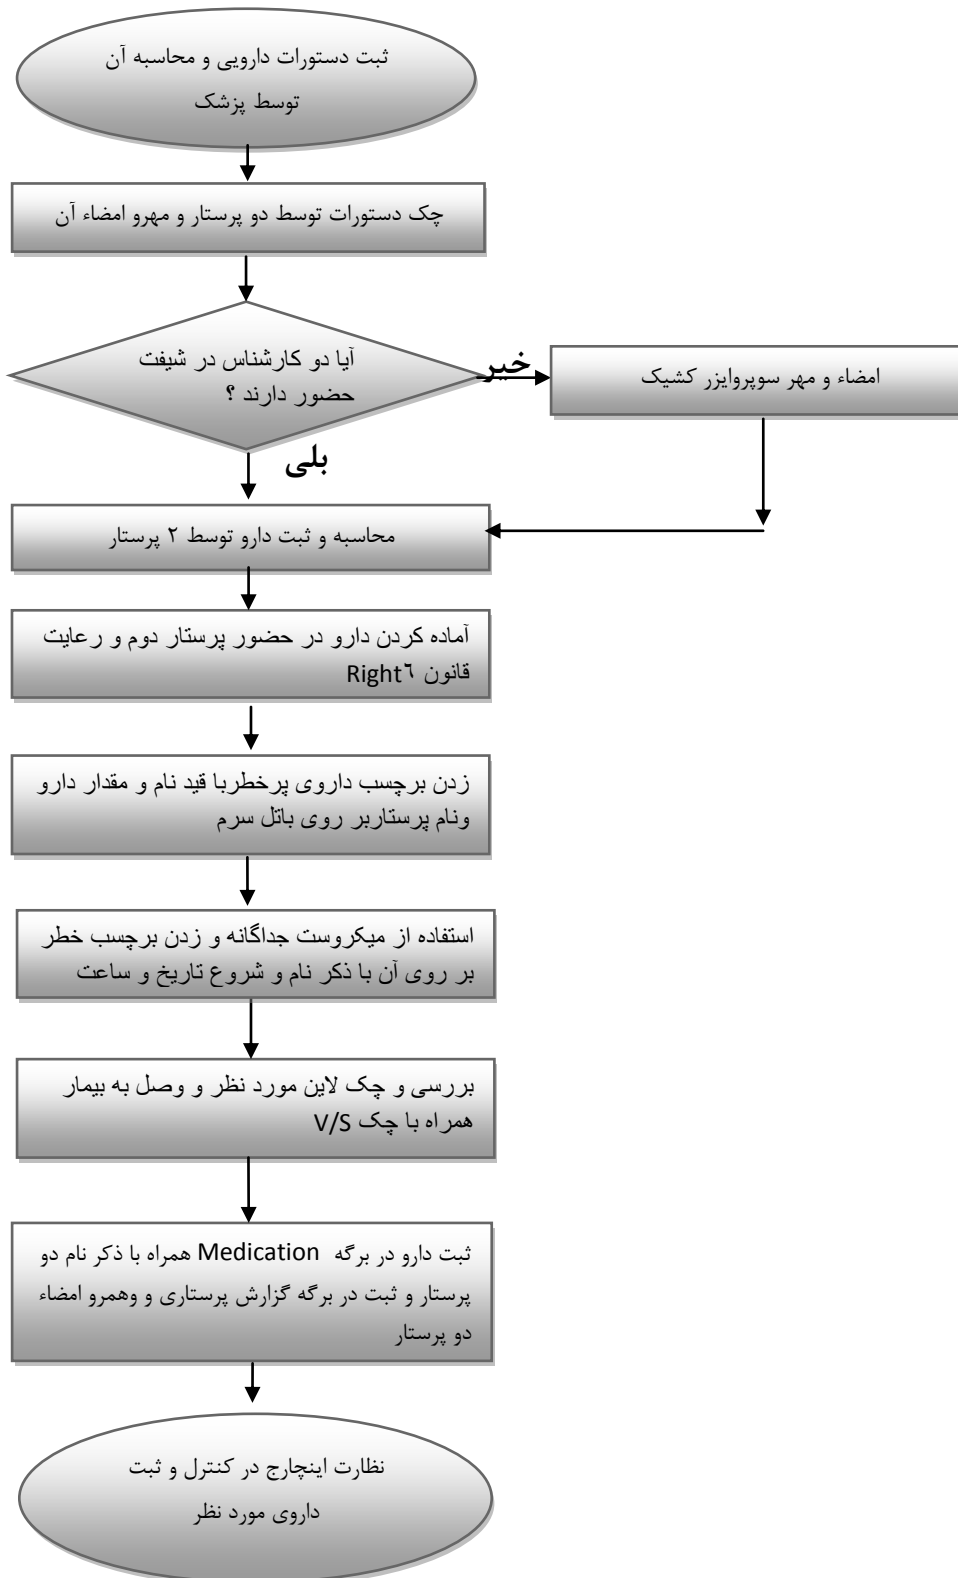 ثبت دستورات دارویی و محاسبه آن
توسط پزشک
چک دستورات توسط دو پرستار و مهرو امضاء آن
آیا دو کارشناس در شیفت
حضور دارند ؟
خیر
امضاء و مهر سوپروایزر کشیک
بلی
محاسبه و ثبت دارو توسط ۲ پرستار
آماده کردن دارو در حضور پرستار دوم و رعایت
قانون Right٦
زدن برچسب داروی پرخطربا قید نام و مقدار دارو
ونام پرستاربر روی باتل سرم
استفاده از میکروست جداگانه و زدن برچسب خطر
بر روی آن با ذکر نام و شروع تاریخ و ساعت
بررسی و چک لاین مورد نظر و وصل به بیمار
همراه با چک V/S
ثبت دارو در برگه Medication همراه با ذکر نام دو
پرستار و ثبت در برگه گزارش پرستاری و وهمرو امضاء
دو پرستار
نظارت اینچارج در کنترل و ثبت
داروی مورد نظر